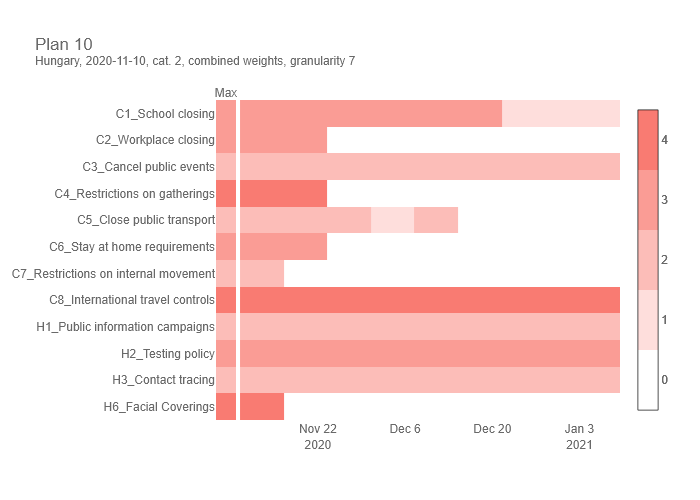 Plan 10
Hungary, 2020-11-10, cat. 2, combined weights, granularity 7
Max
C1_School closing
C2_Workplace closing
C3_Cancel public events
C4_Restrictions on gatherings
C5_Close public transport
C6_Stay at home requirements
C7_Restrictions on internal movement
C8_International travel controls
H1_Public information campaigns
H2_Testing policy
H3_Contact tracing
H6_Facial Coverings
4
3
2
1
0
Nov 22 Dec 6 Dec 20 Jan 3
2020 2021